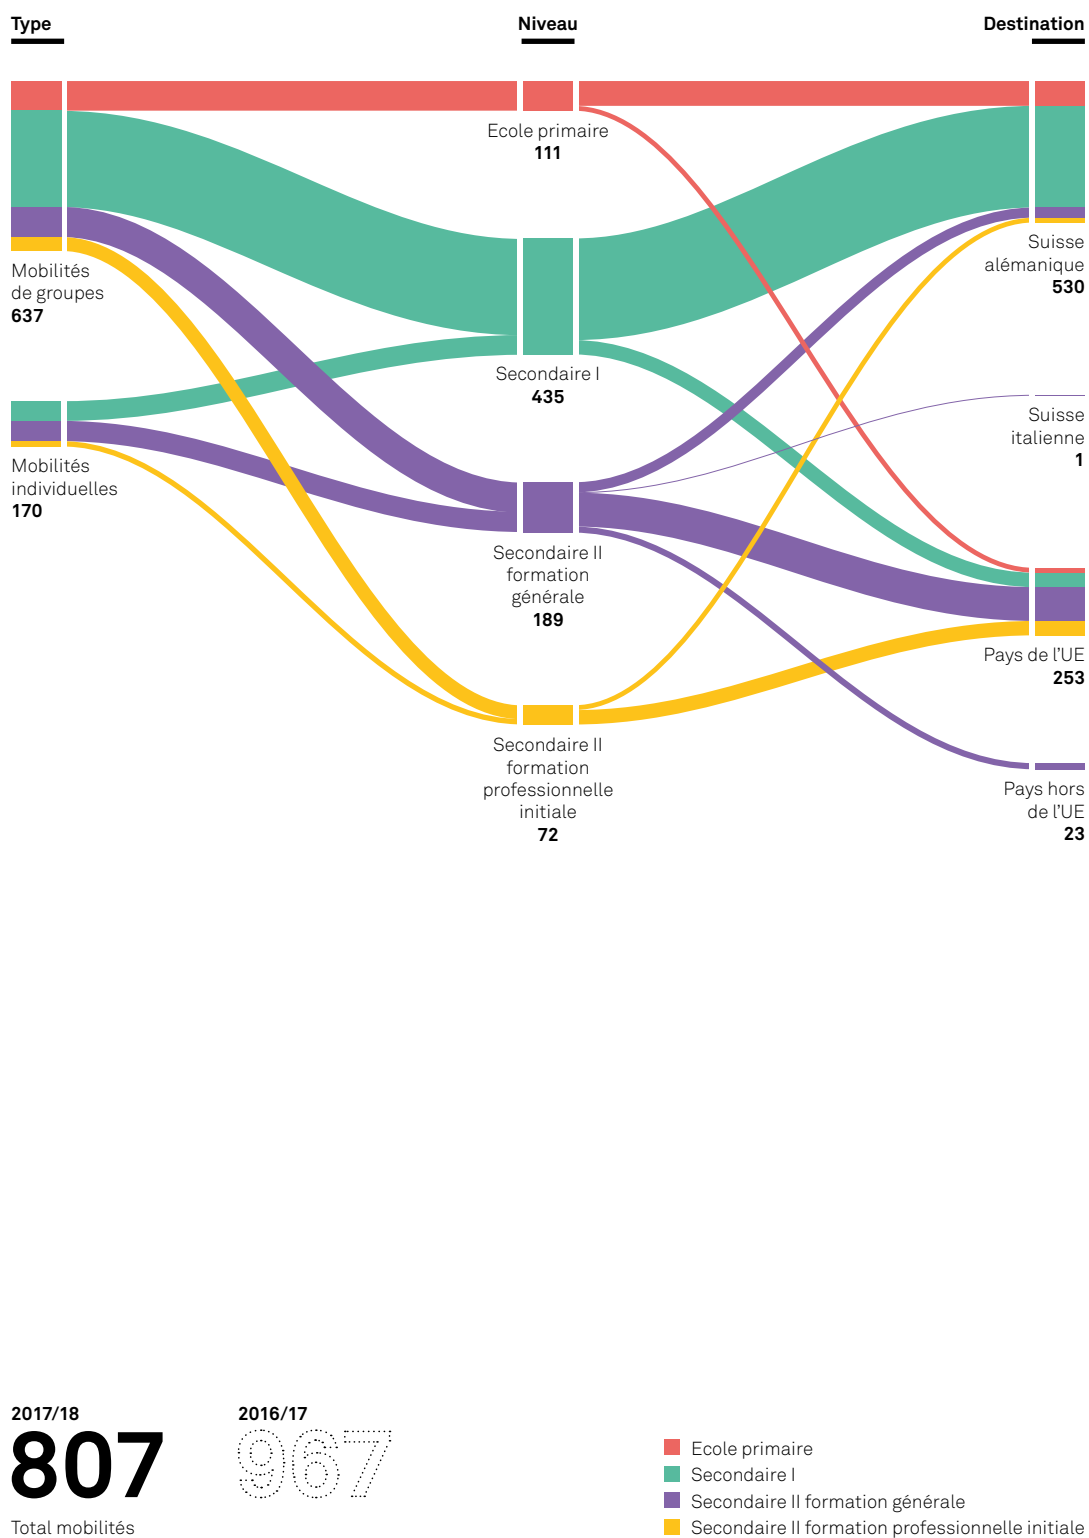 Type
Niveau
Destination
Ecole primaire
111
Mobilités
de groupes
637
Suisse
alémanique
530
Secondaire I
435
Suisse
italienne
1
Mobilités
individuelles
170
Secondaire II
formation
générale
189
Pays de l'UE
253
Secondaire II
formation
professionnelle
initiale
72
Pays hors
de l'UE
23
2017/18
807
Total mobilités
2016/17
967
Ecole primaire
Secondaire I
Secondaire II formation générale
Secondaire II formation professionnelle initiale